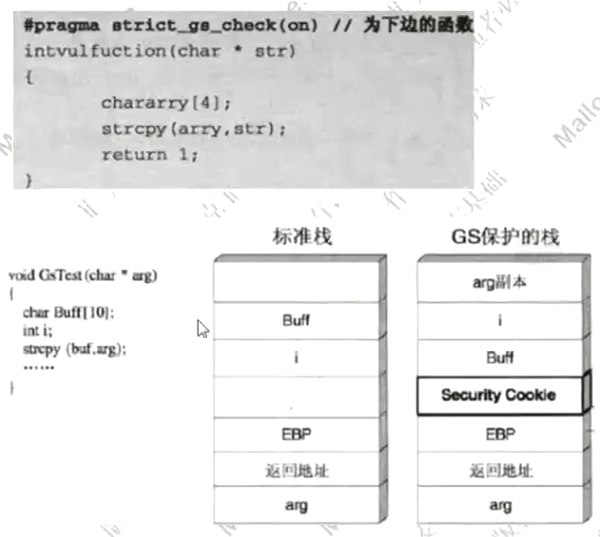 #pragma strict_gs_check(on) // 为下边的函数
intvulfuction(char * str)
{
chararry[4];
strcpy(arry,str);
return 1;
}
标准栈
GS保护的栈
void GsTest(char * arg)
{
char Buff[10];
int i;
strcpy (buf,arg);
……
}
Buff
i
EBP
返回地址
arg
arg副本
i
Buff
Security Cookie
EBP
返回地址
arg